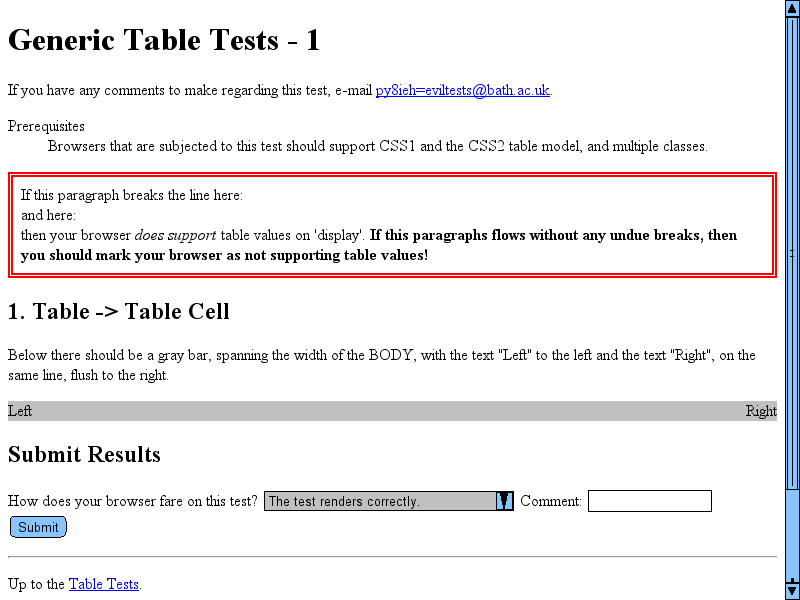 Generic Table Tests - 1
If you have any comments to make regarding this test, e-mail py8ieh=eviltests@bath.ac.uk.
Prerequisites
Browsers that are subjected to this test should support CSS1 and the CSS2 table model, and multiple classes.
If this paragraph breaks the line here:
and here:
then your browser does support table values on 'display'. If this paragraphs flows without any undue breaks, then
you should mark your browser as not supporting table values!
1. Table -> Table Cell
Below there should be a gray bar, spanning the width of the BODY, with the text "Left" to the left and the text "Right", on the
same line, flush to the right.
Left Right
Submit Results
How does your browser fare on this test? The test renders correctly. Comment:
Submit
Up to the Table Tests.